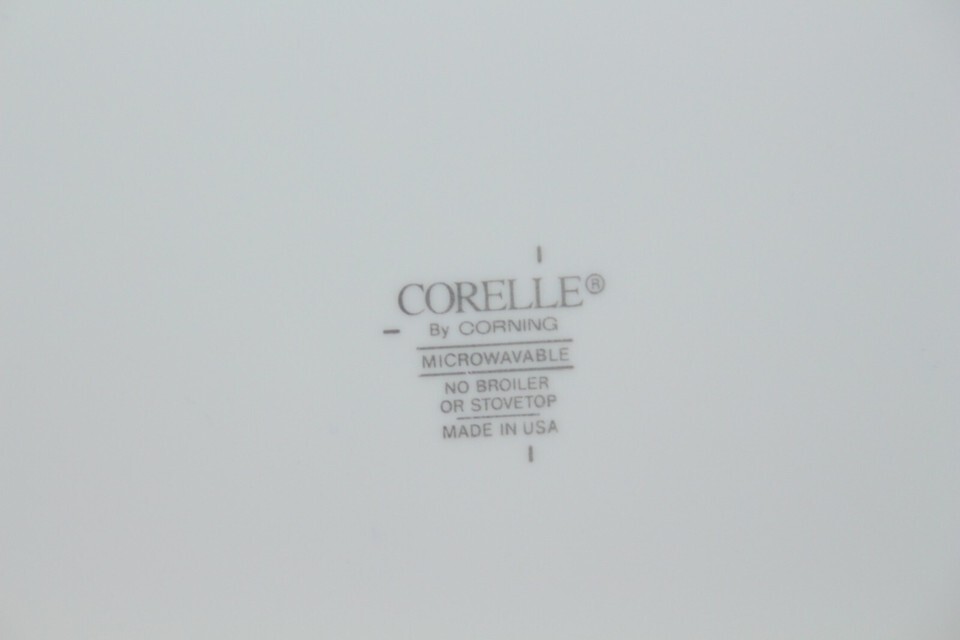 CORELLE®
By CORNING
MICROWAVABLE
NO BROILER
OR STOVETOP
MADE IN USA